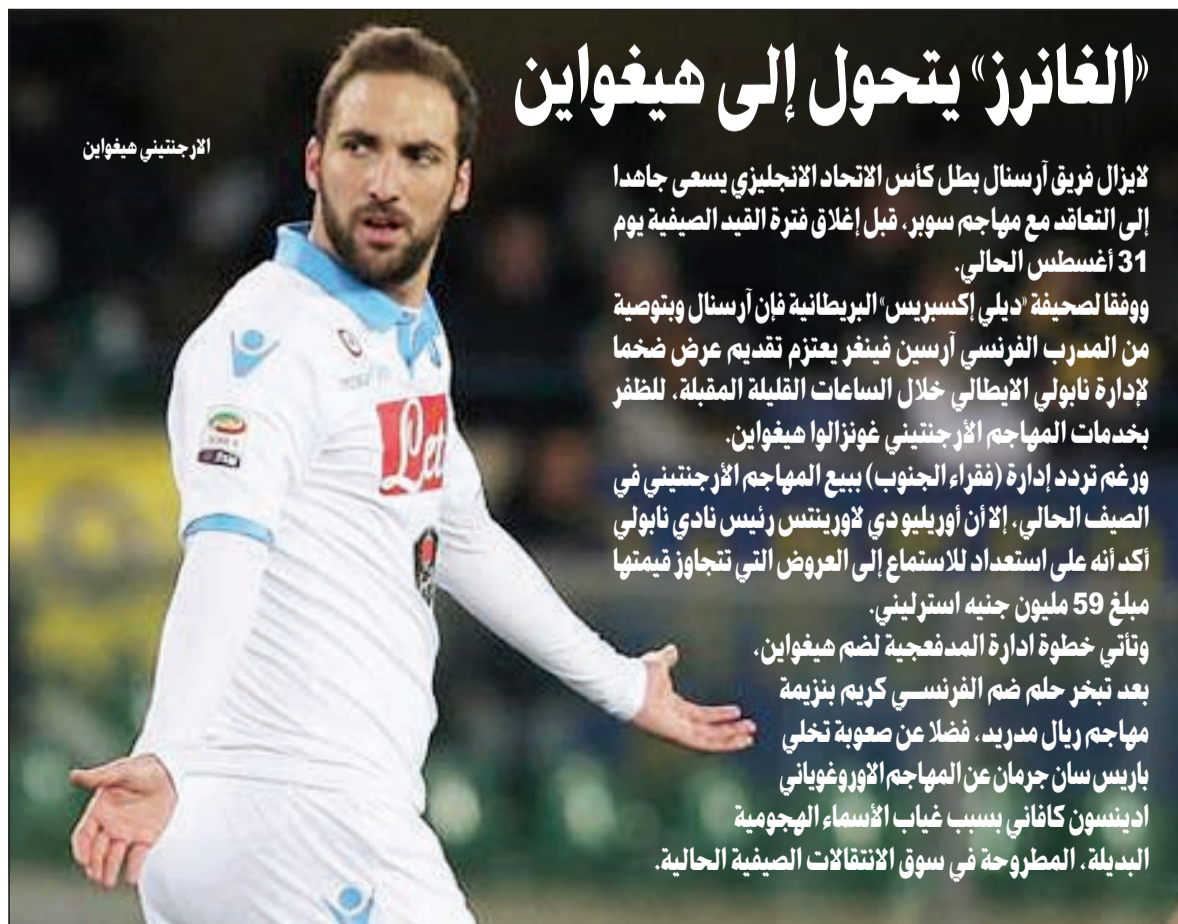 «الغانرز» يتحول إلى هيغواين
الارجنتيني هيغواين
لايزال فريق آرسنال بطل كأس الاتحاد الانجليزي يسعى جاهدا
إلى التعاقد مع مهاجم سوبر، قبل إغلاق فترة القيد الصيفية يوم
31 أغسطس الحالي.
ووفقا لصحيفة «ديلي إكسبريس» البريطانية فإن آرسنال وبتوصية
من المدرب الفرنسي آرسين فينغر يعتزم تقديم عرض ضخما
لإدارة نابولي الايطالي خلال الساعات القليلة المقبلة، للظفر
بخدمات المهاجم الأرجنتيني غونزالوا هيغواين.
ورغم تردد إدارة (فقراء الجنوب) ببيع المهاجم الأرجنتيني في
الصيف الحالي، إلا أن أوريليو دي لاورينتس رئيس نادي نابولي
أكد أنه على استعداد للاستماع إلى العروض التي تتجاوز قيمتها
مبلغ 59 مليون جنيه استرليني.
وتأتي خطوة ادارة المدفعجية لضم هيغواين،
بعد تبخر حلم ضم الفرنسي كريم بنزيمة
مهاجم ريال مدريد، فضلا عن صعوبة تخلي
باريس سان جرمان عن المهاجم الاوروغوياني
ادينسون كافاني بسبب غياب الأسماء الهجومية
البديلة، المطروحة في سوق الانتقالات الصيفية الحالية.
Let